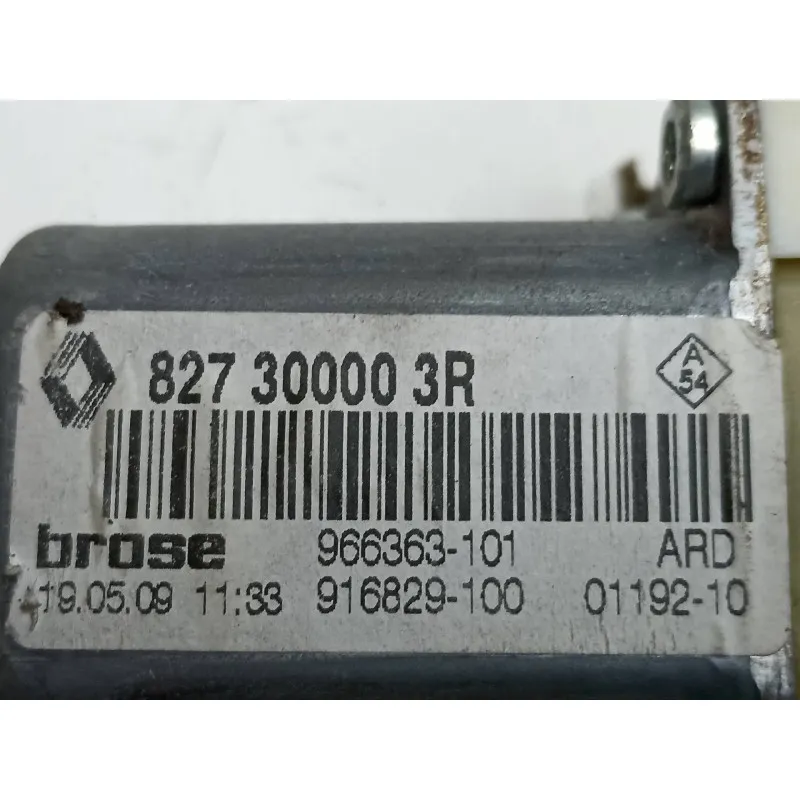 827 30000 3R
A
54
brose 966363-101 ARD
19.05.09 11:33 916829-100 01192-10